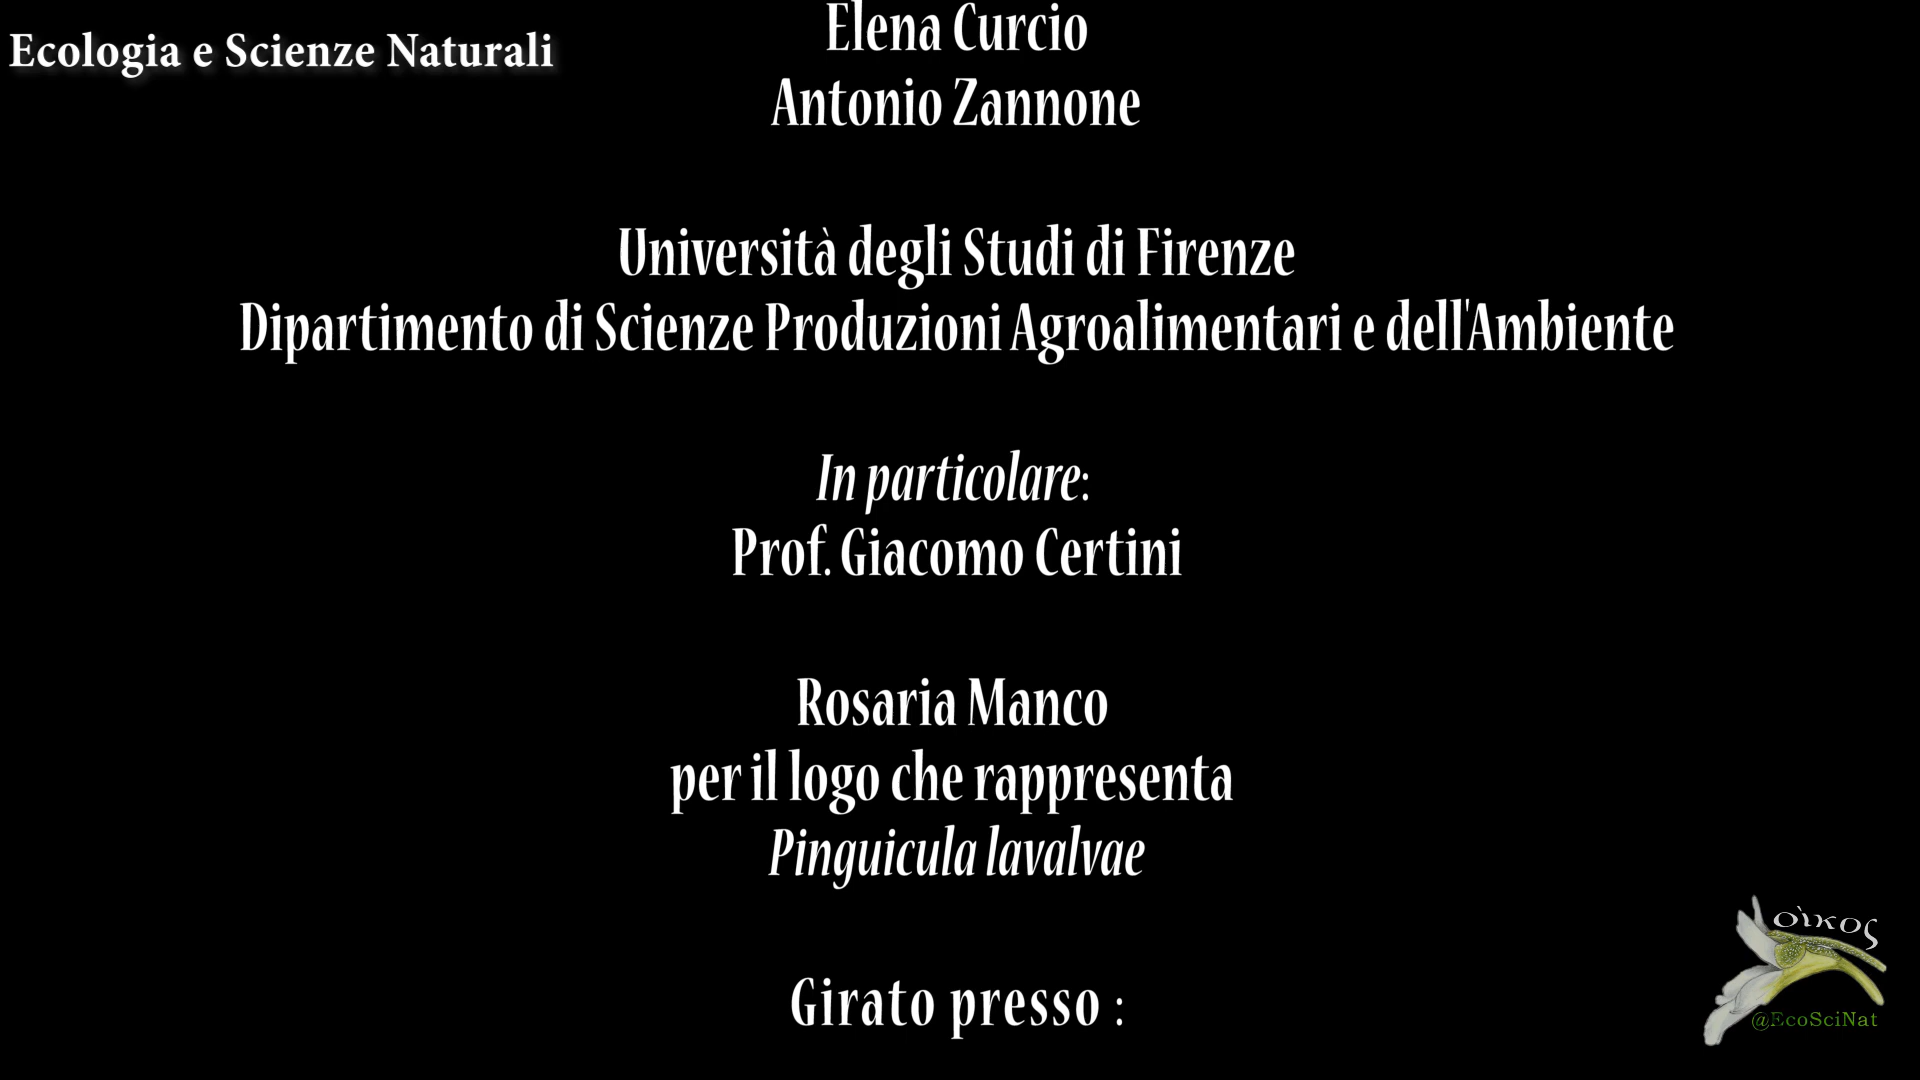 Ecologia e Scienze Naturali
Elena Curcio
Antonio Zannone
Università degli Studi di Firenze
Dipartimento di Scienze Produzioni Agroalimentari e dell'Ambiente
In particolare:
Prof. Giacomo Certini
Rosaria Manco
per il logo che rappresenta
Pinguicula lavalvae
Girato presso :
οἰκος
@EcoSciNat